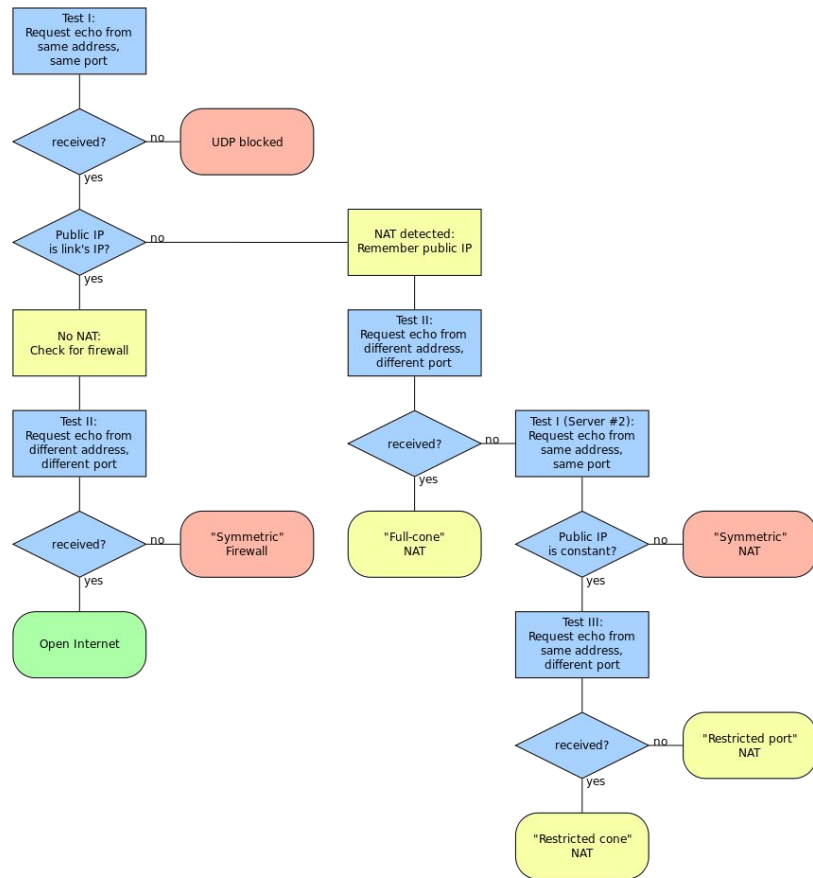 Test I:
Request echo from
same address,
same port
received?
no
UDP blocked
yes
Public IP
is link's IP?
no
NAT detected:
Remember public IP
yes
No NAT:
Check for firewall
Test II:
Request echo from
different address,
different port
Test II:
Request echo from
different address,
different port
received?
no
Test I (Server #2):
Request echo from
same address,
same port
yes
received?
no
"Symmetric"
Firewall
yes
"Full-cone"
NAT
Public IP
is constant?
no
"Symmetric"
NAT
yes
Open Internet
Test III:
Request echo from
same address,
different port
received?
no
"Restricted port"
NAT
yes
"Restricted cone"
NAT